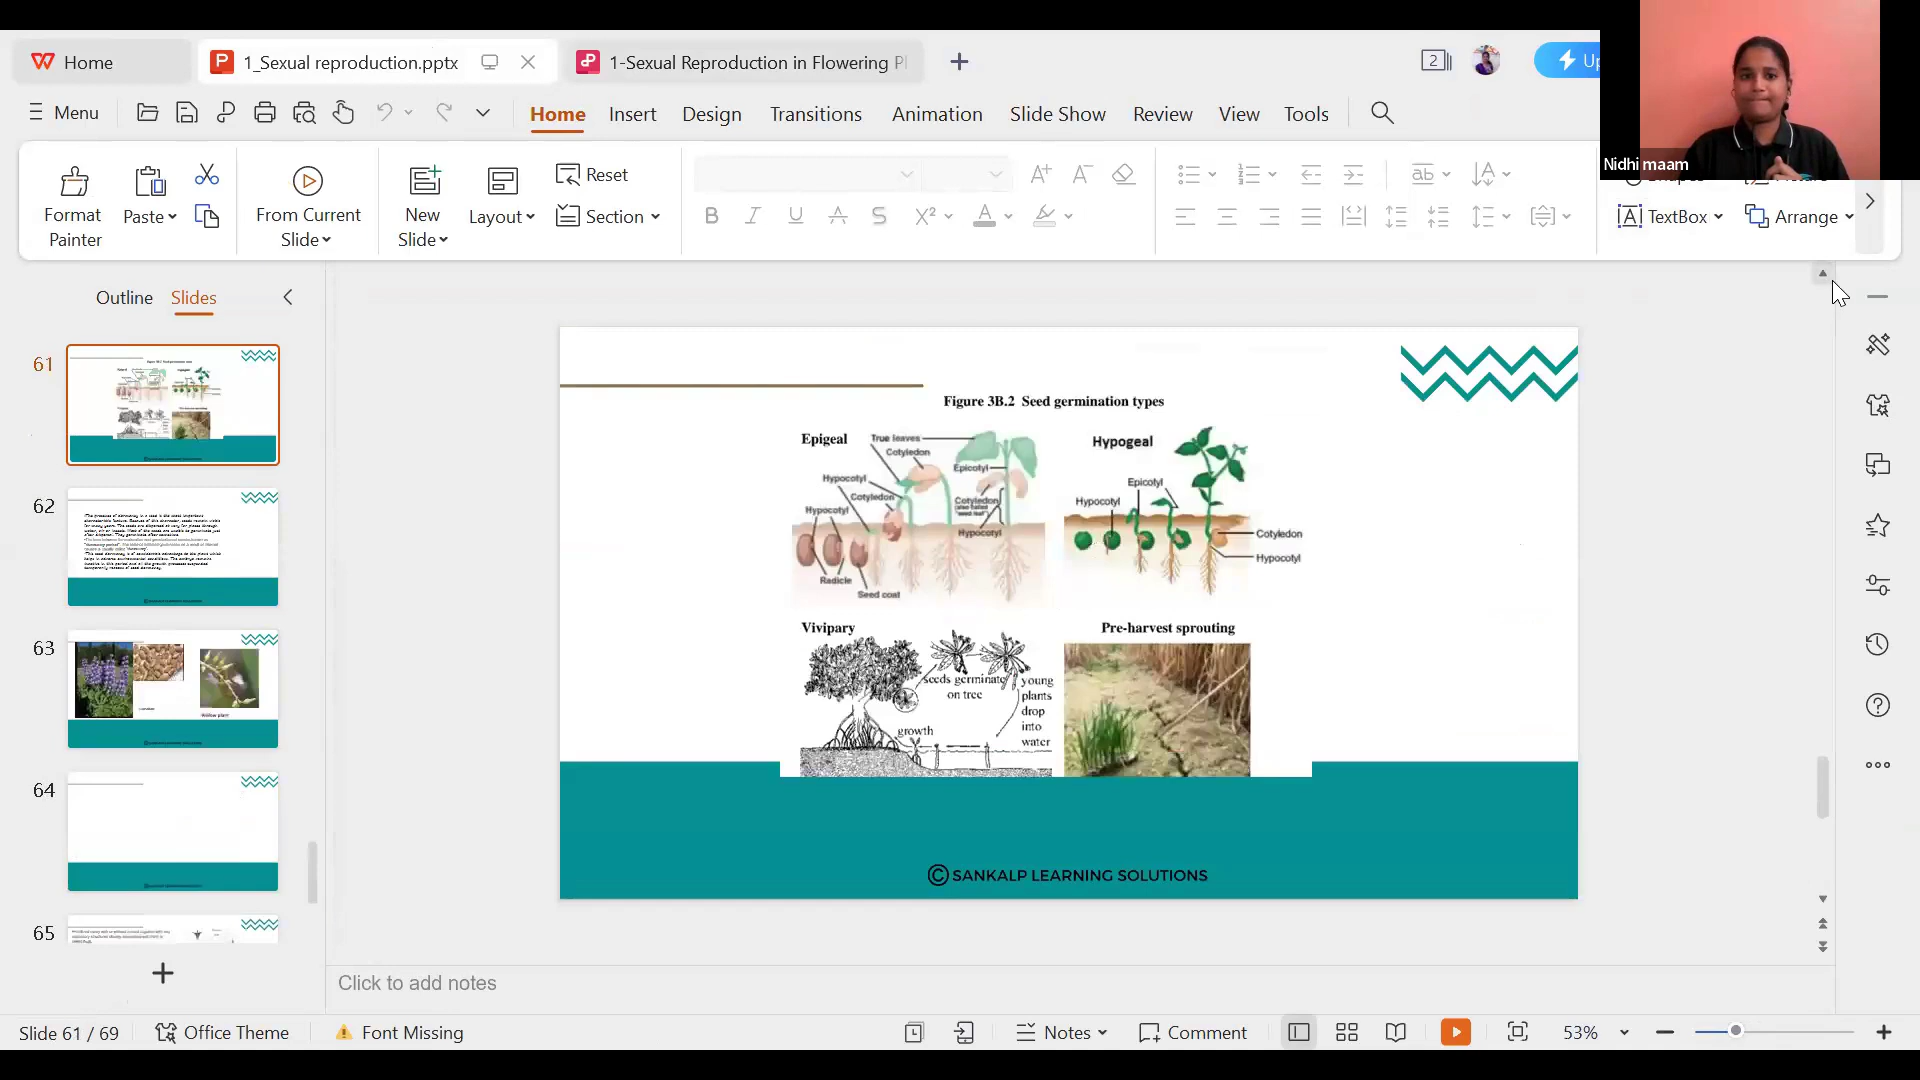 Home
1_Sexual reproduction.pptx
1-Sexual Reproduction in Flowering Pl
2
Up
Menu
Home Insert Design Transitions Animation Slide Show Review View Tools
Nidhi maam
Format Painter
Paste
From Current Slide
New Slide
Layout
Reset
Section
TextBox
Arrange
Outline Slides
61
62
63
64
65
Figure 3B.2 Seed germination types
Epigeal
True leaves
Cotyledon
Epicotyl
Hypocotyl
Cotyledon
Cotyledon
Hypocotyl
Hypocotyl
Radicle
Seed coat
Hypogeal
Epicotyl
Hypocotyl
Cotyledon
Hypocotyl
Vivipary
seeds germinate
on tree
young
plants
drop
into
water
growth
Pre-harvest sprouting
© SANKALP LEARNING SOLUTIONS
Click to add notes
Slide 61 / 69
Office Theme
Font Missing
Notes
Comment
53%